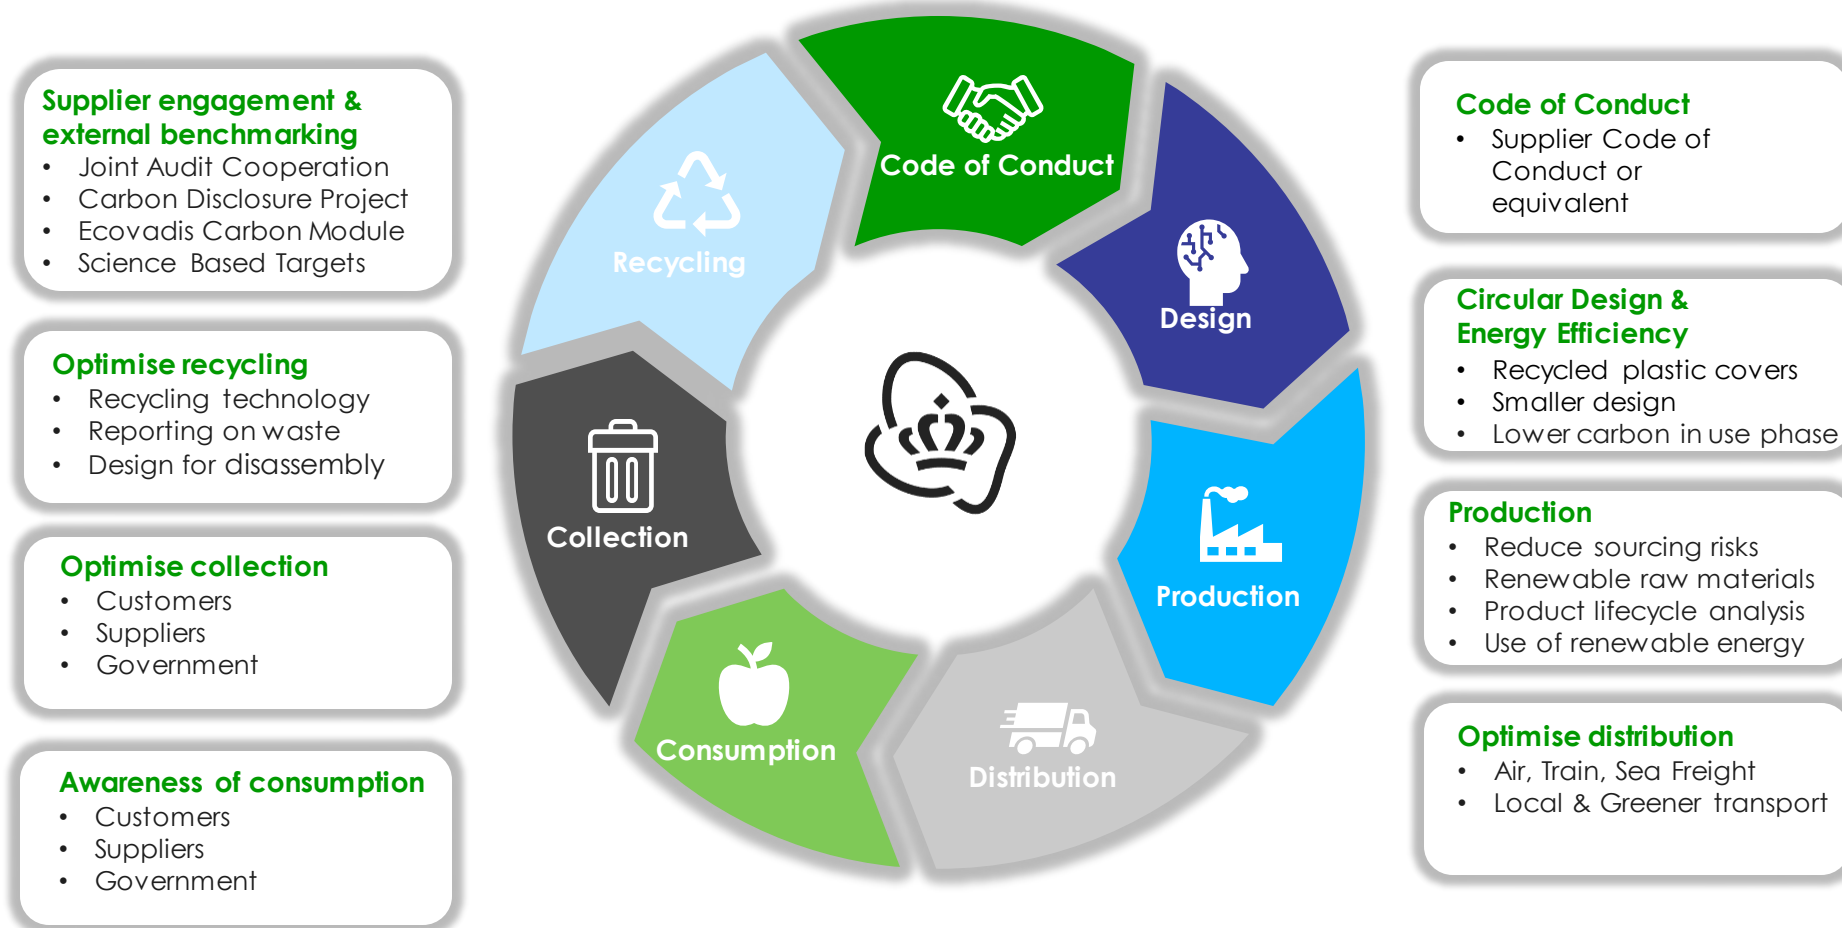 Supplier engagement &
external benchmarking
• Joint Audit Cooperation
• Carbon Disclosure Project
• Ecovadis Carbon Module
• Science Based Targets
Optimise recycling
• Recycling technology
• Reporting on waste
• Design for disassembly
Optimise collection
• Customers
• Suppliers
• Government
Awareness of consumption
• Customers
• Suppliers
• Government
Code of Conduct
Design
Production
Distribution
Consumption
Collection
Recycling
Code of Conduct
• Supplier Code of
Conduct or
equivalent
Circular Design &
Energy Efficiency
• Recycled plastic covers
• Smaller design
• Lower carbon in use phase
Production
• Reduce sourcing risks
• Renewable raw materials
• Product lifecycle analysis
• Use of renewable energy
Optimise distribution
• Air, Train, Sea Freight
• Local & Greener transport